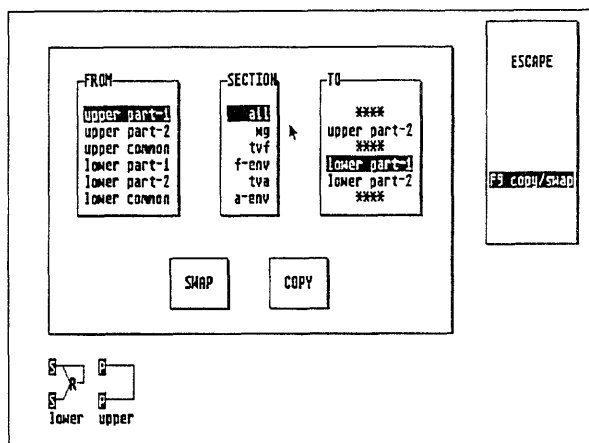 FROM
upper part-1
upper part-2
upper common
lower part-1
lower part-2
lower common
SECTION
all
wg
tvf
f-env
tva
a-env
TO
****
upper part-2
****
lower part-1
lower part-2
****
SWAP
COPY
ESCAPE
F9 copy/swap
S P
R
S P
lower upper